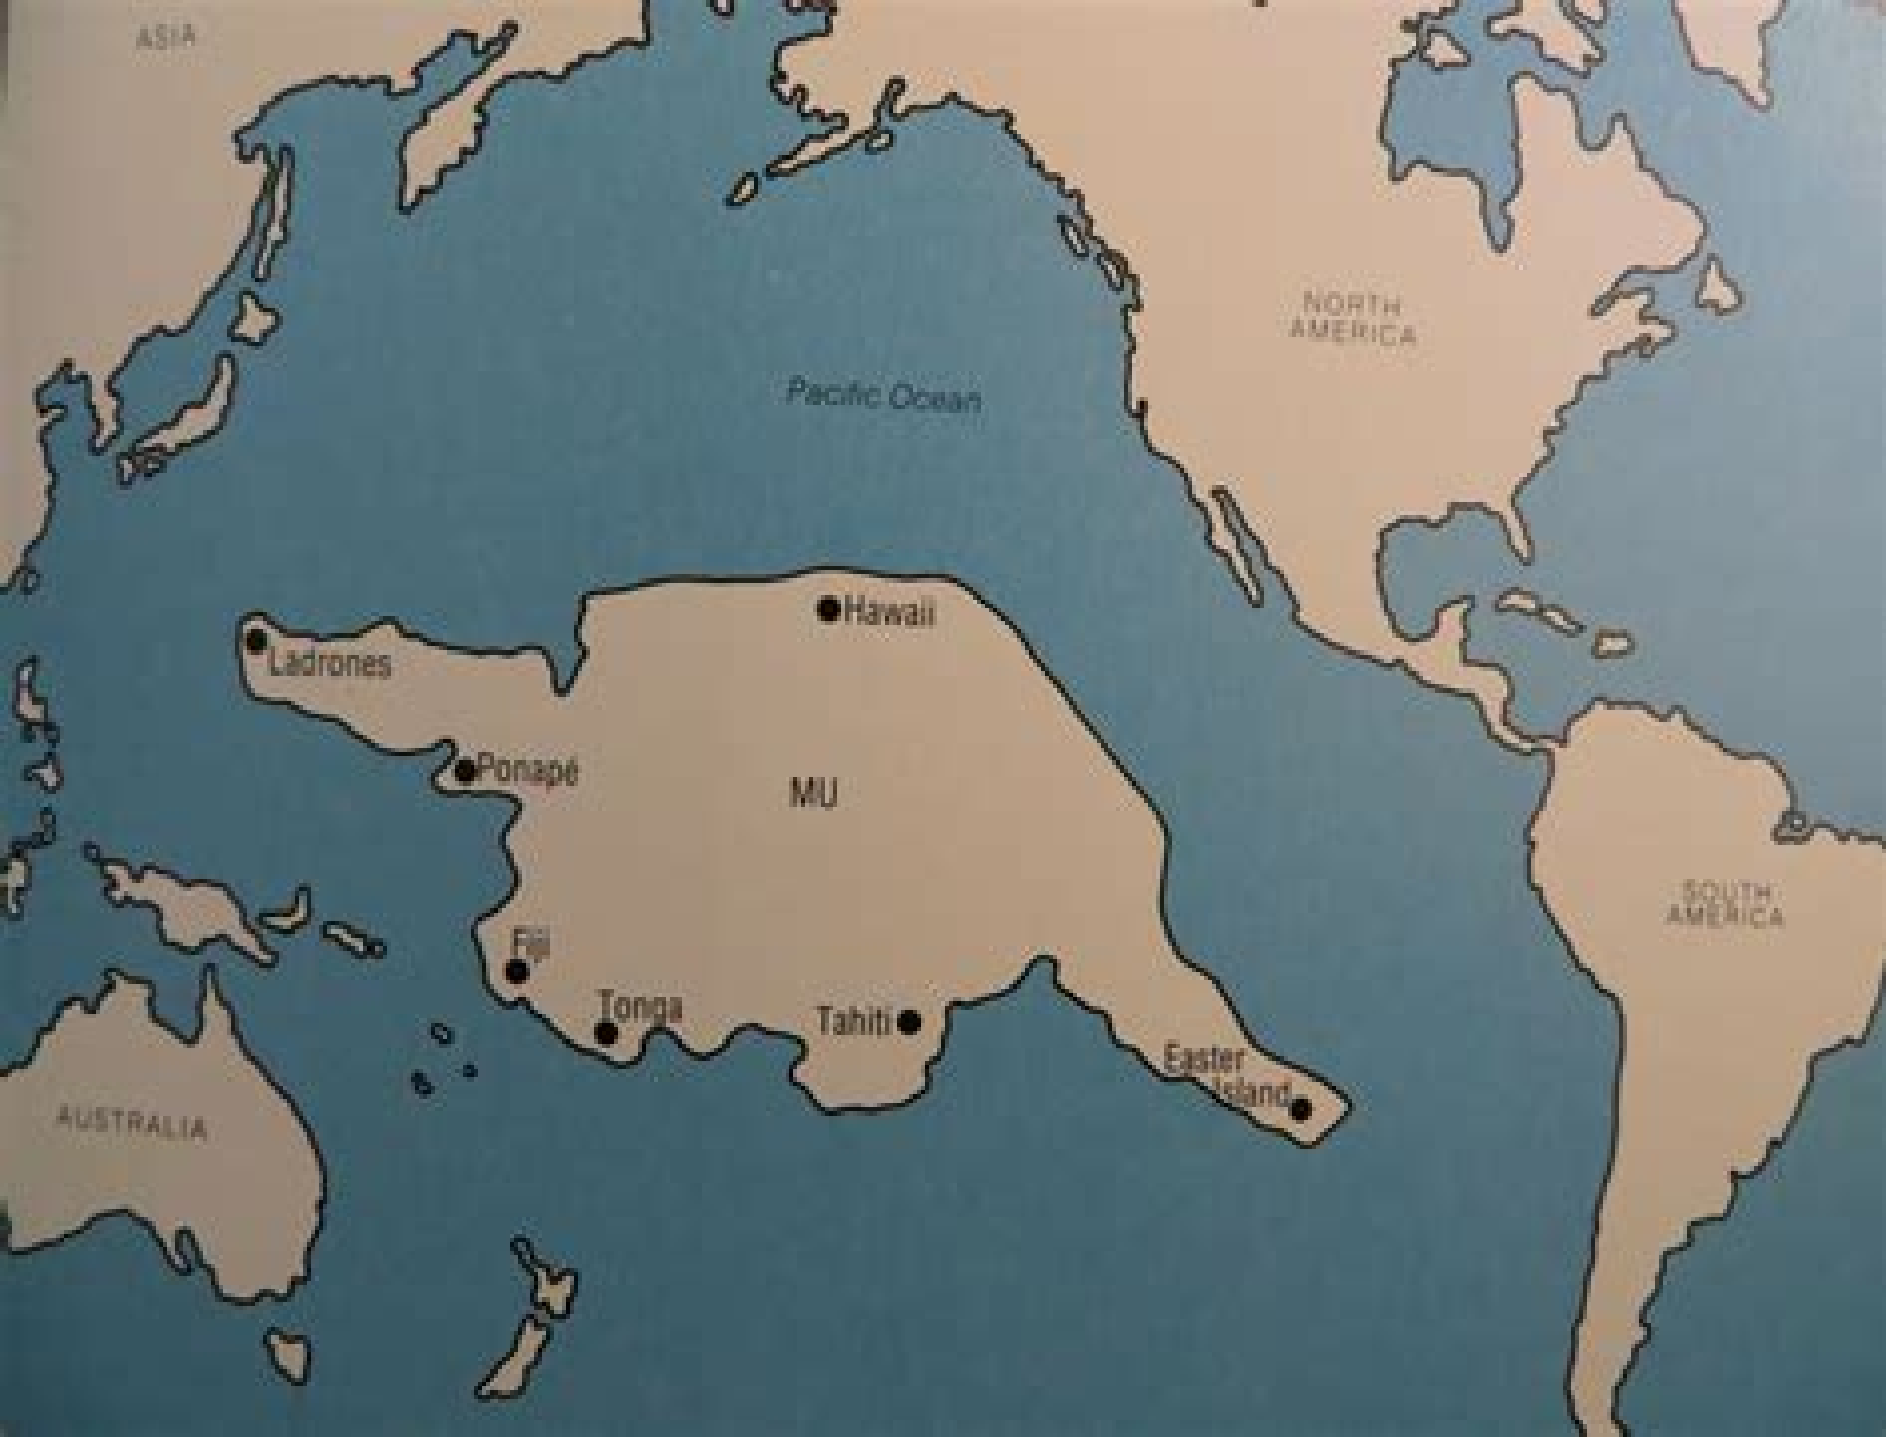 ASIA
NORTH
AMERICA
Pacific Ocean
Hawaii
Ladrones
Ponapé
MU
SOUTH
AMERICA
Fiji
Tonga
Tahiti
Easter
Island
AUSTRALIA